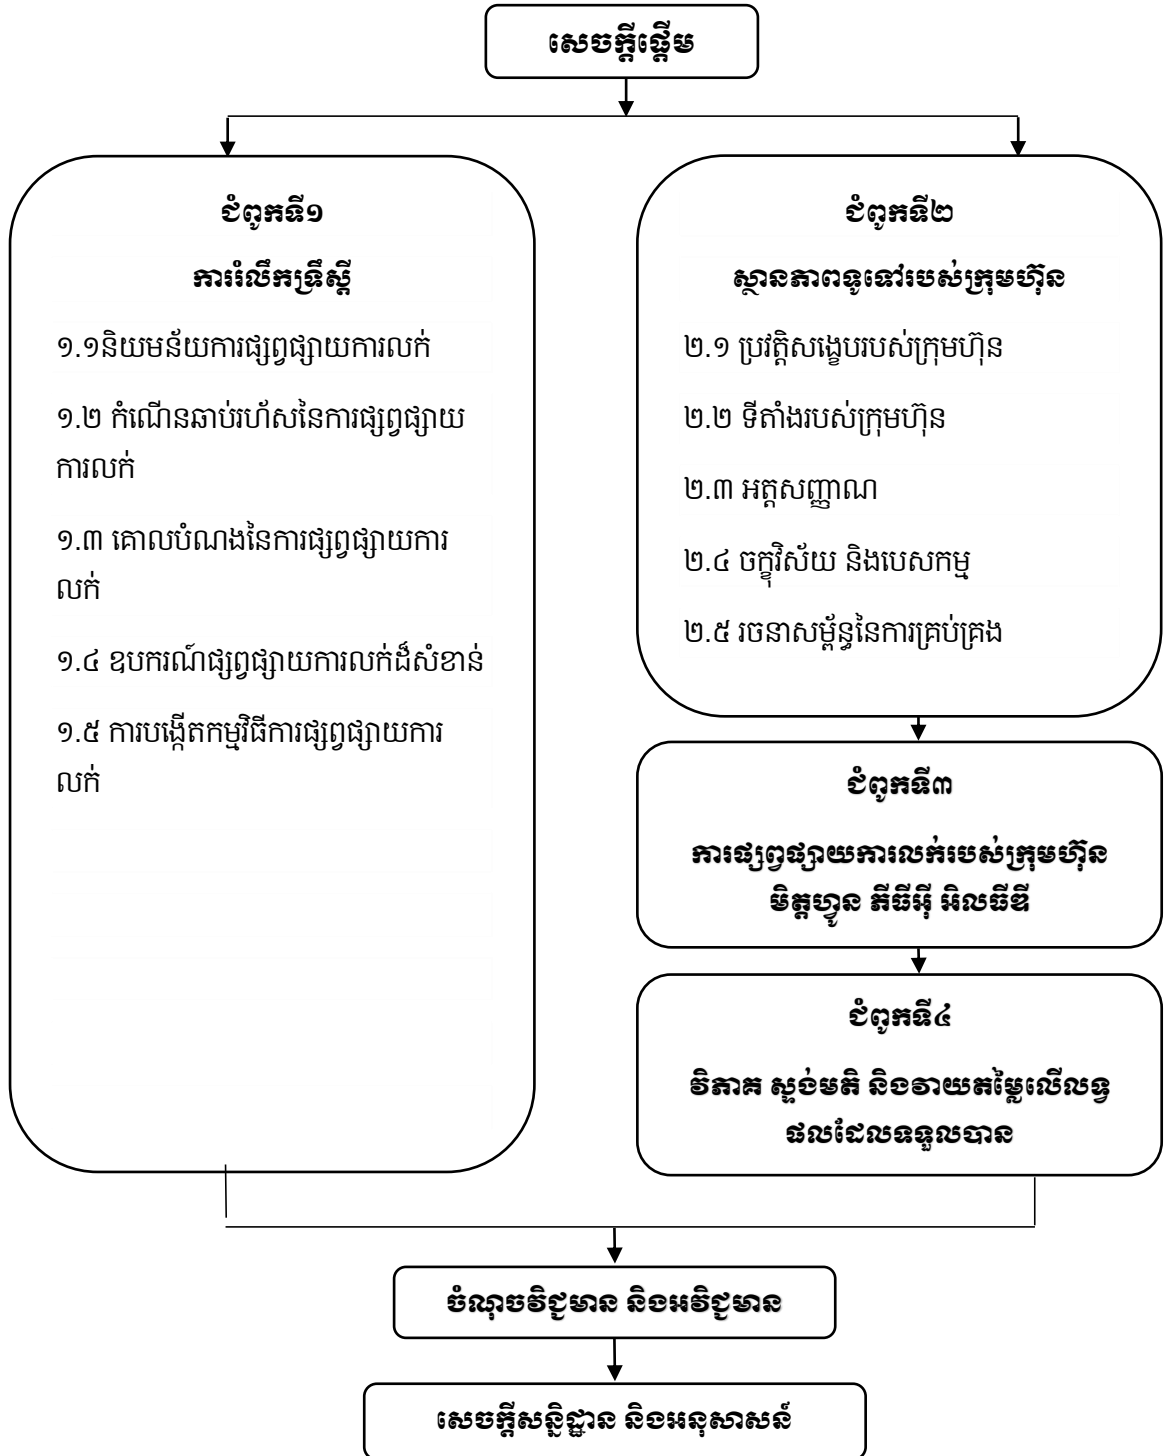 សេចក្តីផ្តើម
ជំពូកទី១
ការរំលឹកទ្រឹស្តី
១.១និយមន័យការផ្សព្វផ្សាយការលក់
១.២ កំណើនឆាប់រហ័សនៃការផ្សព្វផ្សាយ
ការលក់
១.៣ គោលបំណងនៃការផ្សព្វផ្សាយការ
លក់
១.៤ ឧបករណ៍ផ្សព្វផ្សាយការលក់ដ៏សំខាន់
១.៥ ការបង្កើតកម្មវិធីការផ្សព្វផ្សាយការ
លក់
ជំពូកទី២
ស្ថានភាពទូទៅរបស់ក្រុមហ៊ុន
២.១ ប្រវត្តិសង្ខេបរបស់ក្រុមហ៊ុន
២.២ ទីតាំងរបស់ក្រុមហ៊ុន
២.៣ អត្តសញ្ញាណ
២.៤ ចក្ខុវិស័យ និងបេសកម្ម
២.៥ រចនាសម្ព័ន្ធនៃការគ្រប់គ្រង
ជំពូកទី៣
ការផ្សព្វផ្សាយការលក់របស់ក្រុមហ៊ុន
មិត្តហ្វូន ភីធីអ៊ី អិលធីឌី
ជំពូកទី៤
វិភាគ ស្ទង់មតិ និងវាយតម្លៃលើលទ្ធ
ផលដែលទទួលបាន
ចំណុចវិជ្ជមាន និងអវិជ្ជមាន
សេចក្តីសន្និដ្ឋាន និងអនុសាសន៍